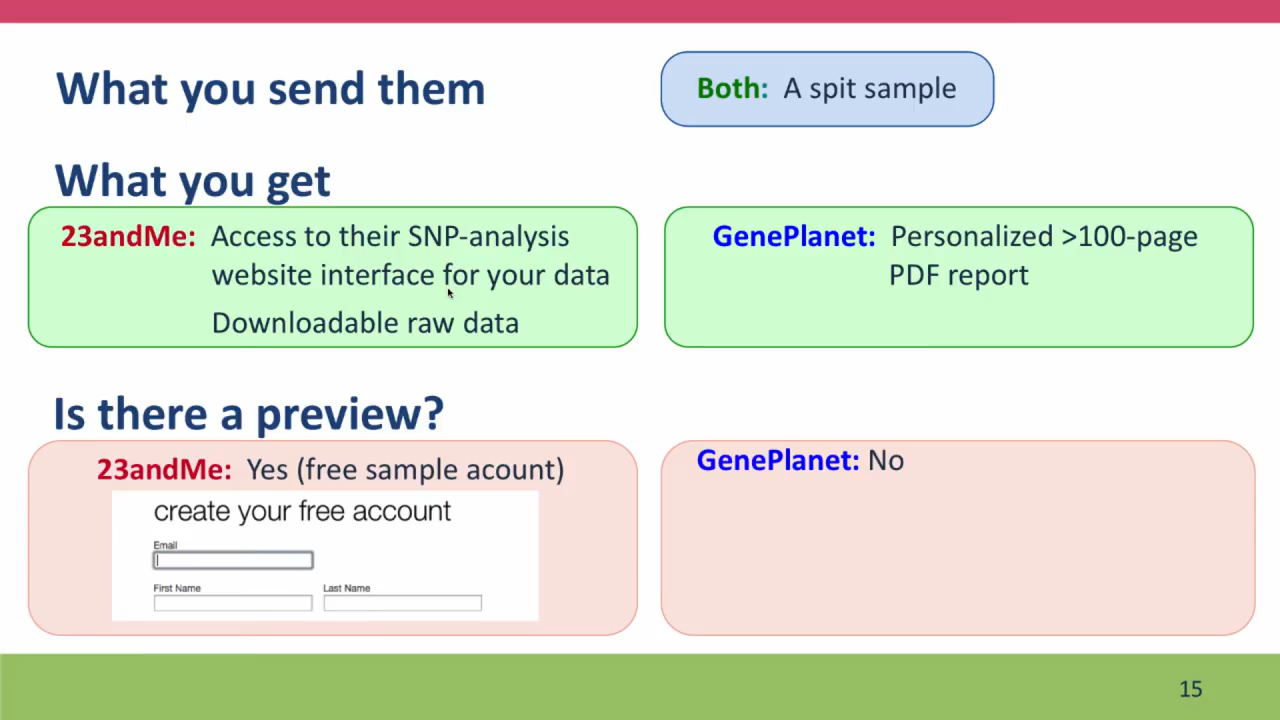 What you send them
Both: A spit sample
What you get
23andMe: Access to their SNP-analysis
website interface for your data
Downloadable raw data
GenePlanet: Personalized >100-page
PDF report
Is there a preview?
23andMe: Yes (free sample acount)
create your free account
Email
First Name Last Name
GenePlanet: No
15